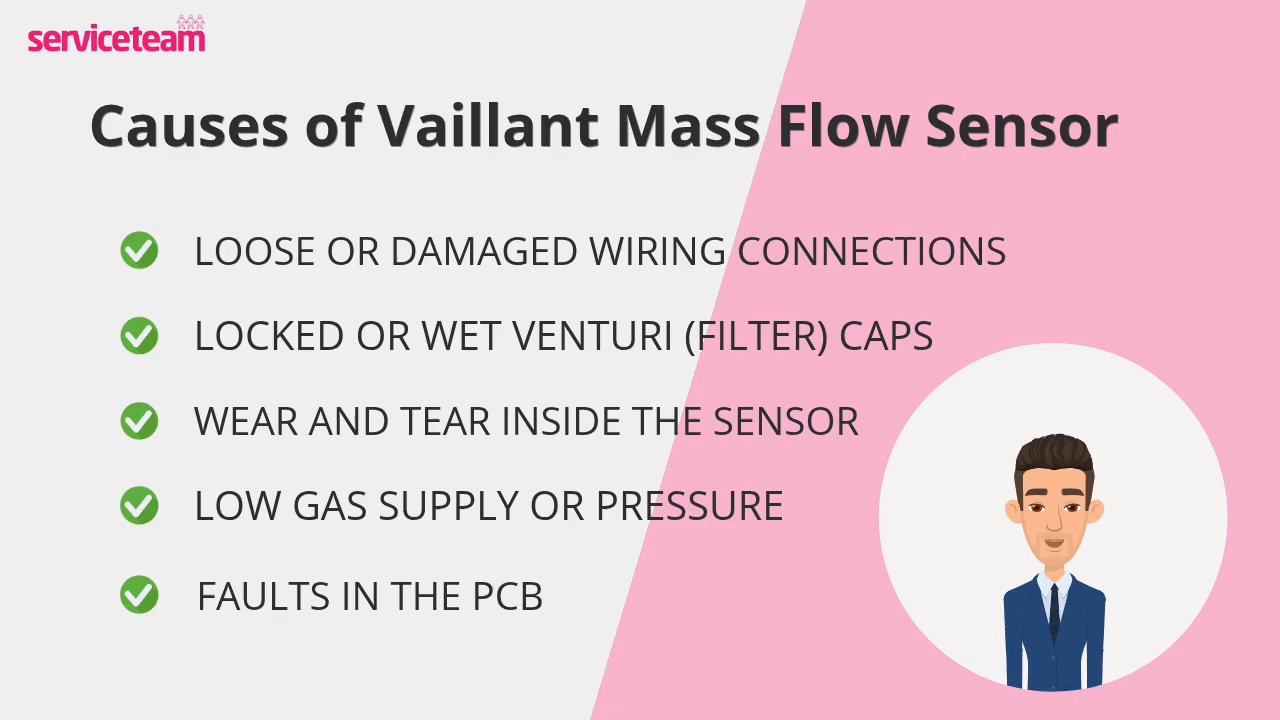 serviceteam
Causes of Vaillant Mass Flow Sensor
LOOSE OR DAMAGED WIRING CONNECTIONS
LOCKED OR WET VENTURI (FILTER) CAPS
WEAR AND TEAR INSIDE THE SENSOR
LOW GAS SUPPLY OR PRESSURE
FAULTS IN THE PCB